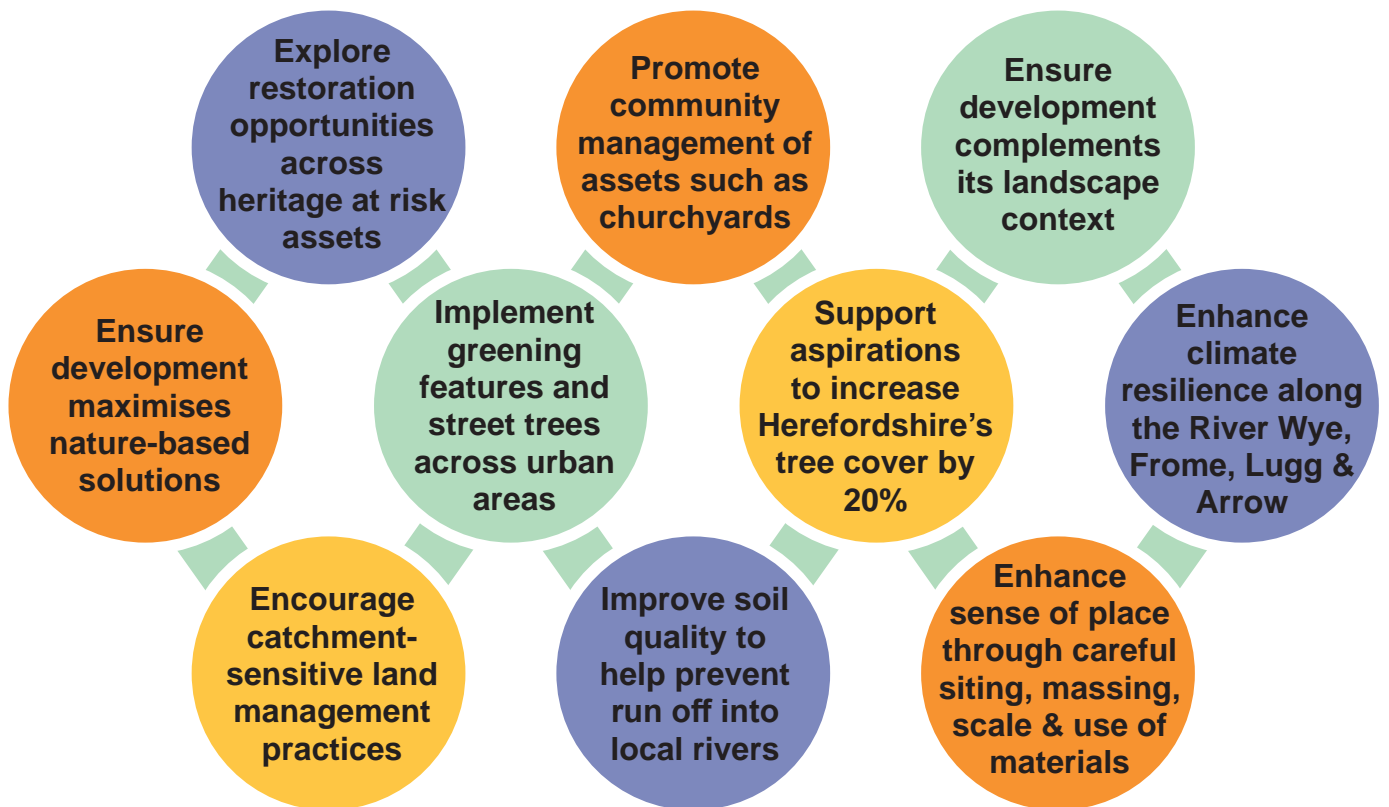 Explore
restoration
opportunities
across
heritage at risk
assets
Promote
community
management of
assets such as
churchyards
Ensure
development
complements
its landscape
context
Ensure
development
maximises
nature-based
solutions
Implement
greening
features and
street trees
across urban
areas
Support
aspirations
to increase
Herefordshire’s
tree cover by
20%
Enhance
climate
resilience along
the River Wye,
Frome, Lugg &
Arrow
Encourage
catchment-
sensitive land
management
practices
Improve soil
quality to
help prevent
run off into
local rivers
Enhance
sense of place
through careful
siting, massing,
scale & use of
materials